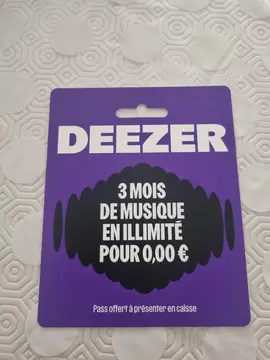 DEEZER
3 MOIS
DE MUSIQUE
EN ILLIMITÉ
POUR 0,00 €
Pass offert à présenter en caisse